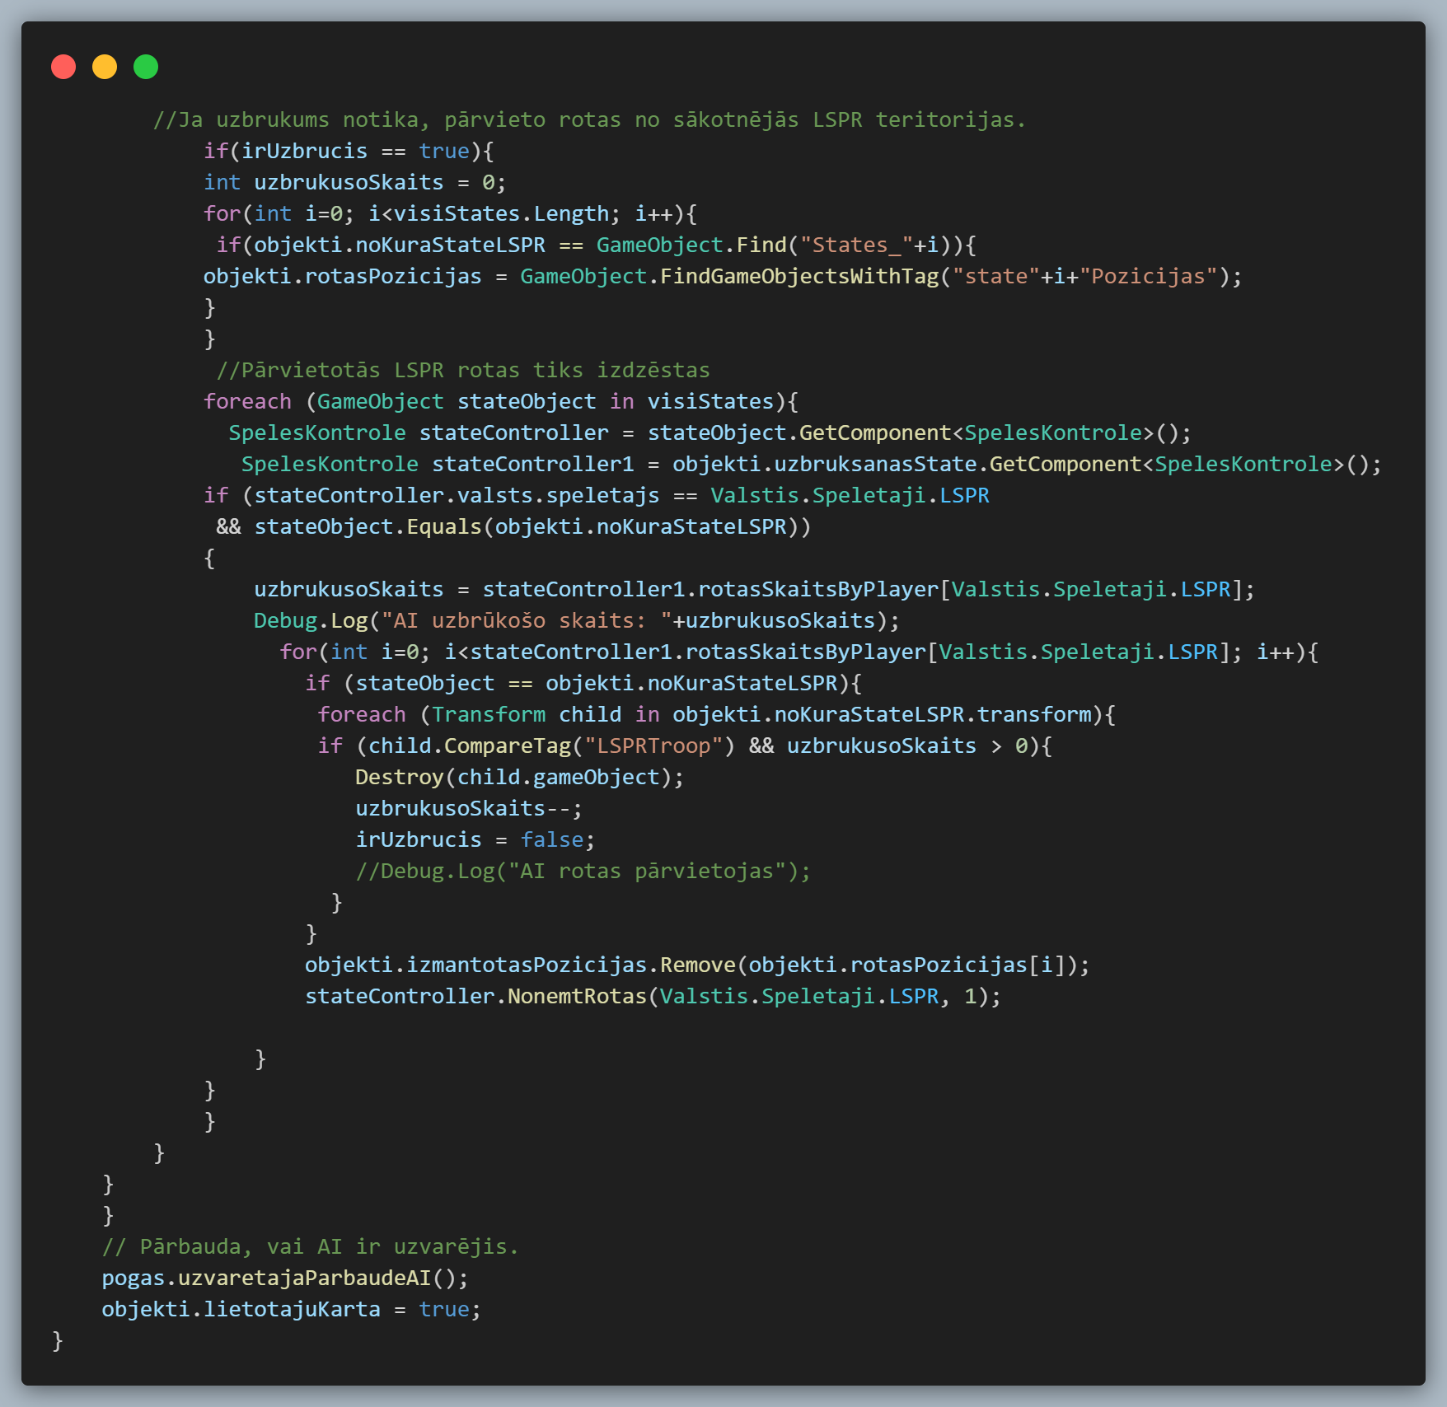 //Ja uzbrukums notika, pārvieto rotas no sākotnējās LSPR teritorijas.
if(irUzbrucis == true){
int uzbrukusoSkaits = 0;
for(int i=0; i<visiStates.Length; i++){
if(objekti.noKuraStateLSPR == GameObject.Find("States_"+i)){
objekti.rotasPozicijas = GameObject.FindGameObjectsWithTag("state"+i+"Pozicijas");
}
}
//Pārvietotās LSPR rotas tiks izdzēstas
foreach (GameObject stateObject in visiStates){
SpelesKontrole stateController = stateObject.GetComponent<SpelesKontrole>();
SpelesKontrole stateController1 = objekti.uzbruksanasState.GetComponent<SpelesKontrole>();
if (stateController.valsts.speletajs == Valstis.Speletaji.LSPR
&& stateObject.Equals(objekti.noKuraStateLSPR))
{
uzbrukusoSkaits = stateController1.rotasSkaitsByPlayer[Valstis.Speletaji.LSPR];
Debug.Log("AI uzbrūkošo skaits: "+uzbrukusoSkaits);
for(int i=0; i<stateController1.rotasSkaitsByPlayer[Valstis.Speletaji.LSPR]; i++){
if (stateObject == objekti.noKuraStateLSPR){
foreach (Transform child in objekti.noKuraStateLSPR.transform){
if (child.CompareTag("LSPRTroop") && uzbrukusoSkaits > 0){
Destroy(child.gameObject);
uzbrukusoSkaits--;
irUzbrucis = false;
//Debug.Log("AI rotas pārvietojas");
}
}
objekti.izmantotasPozicijas.Remove(objekti.rotasPozicijas[i]);
stateController.NonemtRotas(Valstis.Speletaji.LSPR, 1);
}
}
}
}
}
}
// Pārbauda, vai AI ir uzvarējis.
pogas.uzvaretajaParbaudeAI();
objekti.lietotajuKarta = true;
}